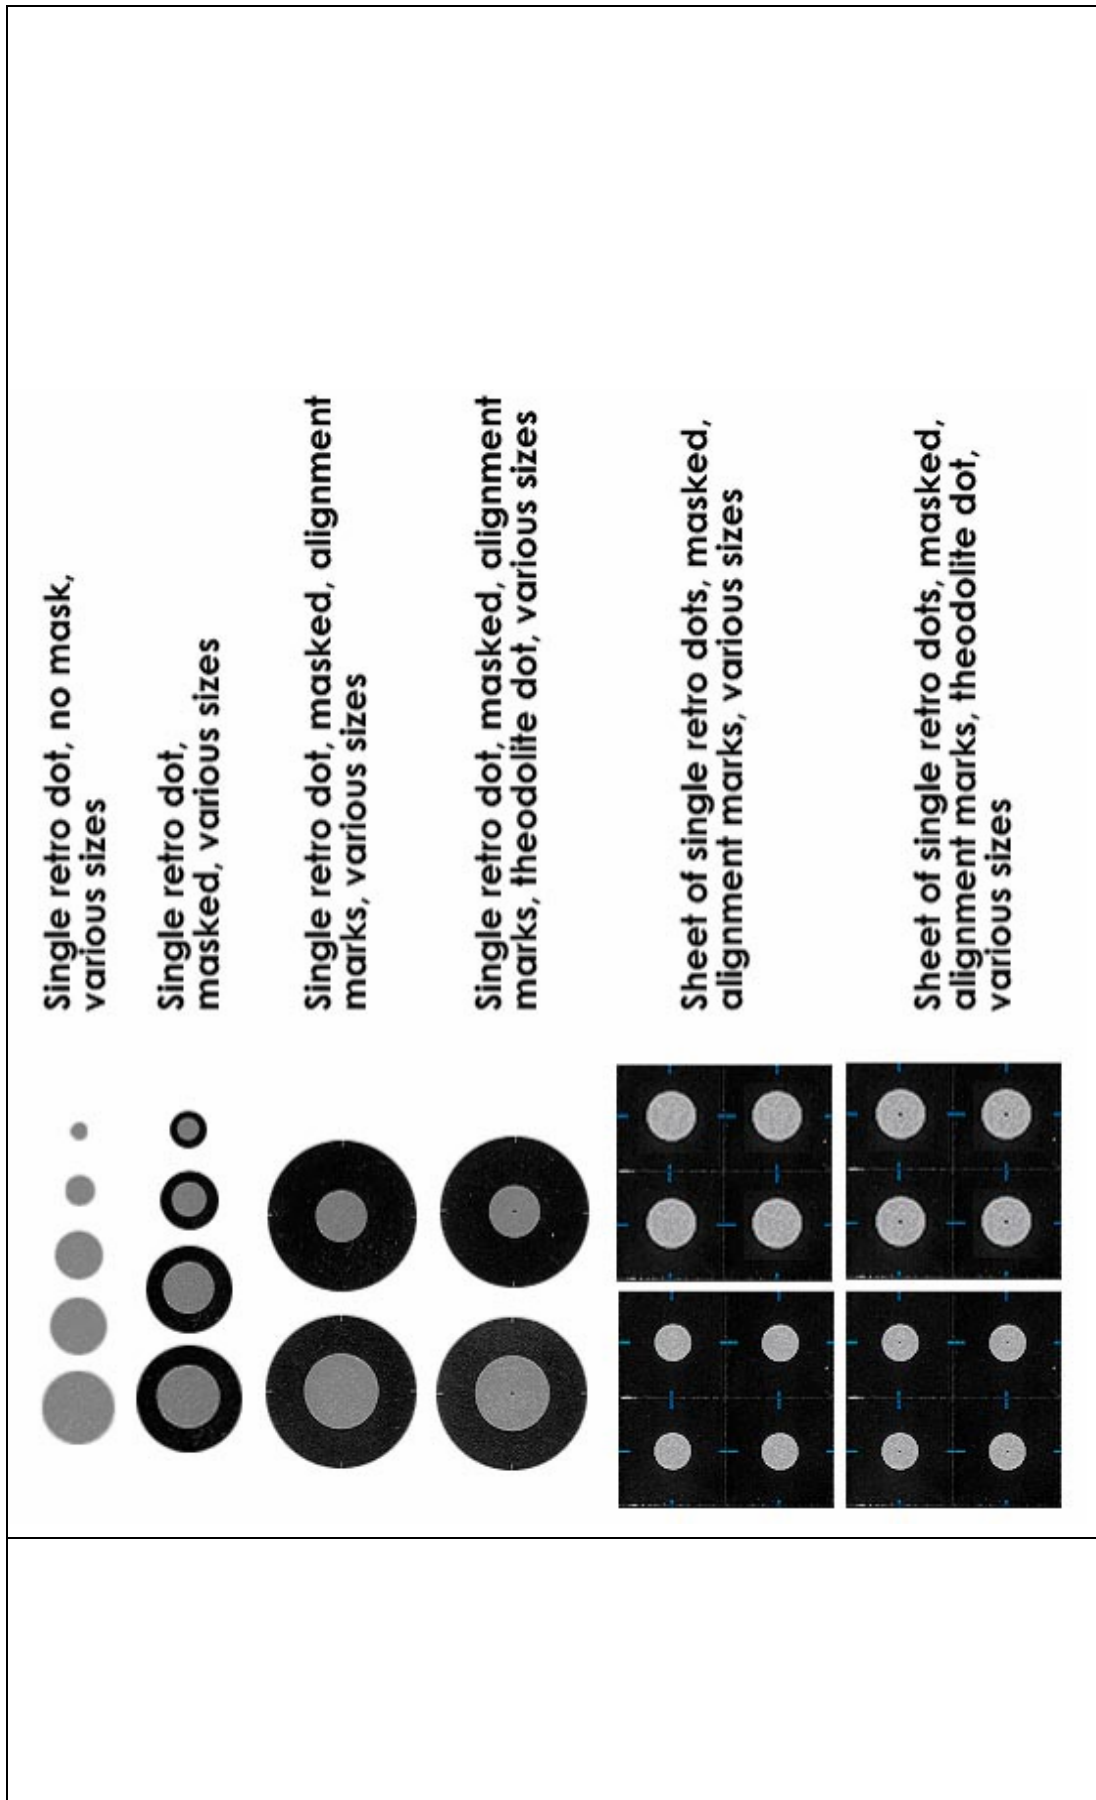 Single retro dot, no mask,
various sizes
Single retro dot,
masked, various sizes
Single retro dot, masked, alignment
marks, various sizes
Single retro dot, masked, alignment
marks, theodolite dot, various sizes
Sheet of single retro dots, masked,
alignment marks, various sizes
Sheet of single retro dots, masked,
alignment marks, theodolite dot,
various sizes